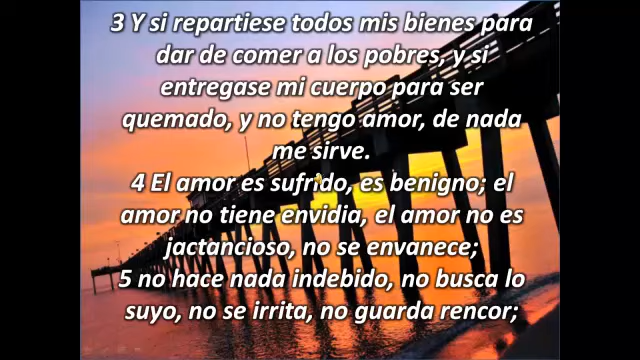 3 Y si repartiese todos mis bienes para
dar de comer a los pobres, y si
entregase mi cuerpo para ser
quemado, y no tengo amor, de nada
me sirve.
4 El amor es sufrido, es benigno; el
amor no tiene envidia, el amor no es
jactancioso, no se envanece;
5 no hace nada indebido, no busca lo
suyo, no se irrita, no guarda rencor;